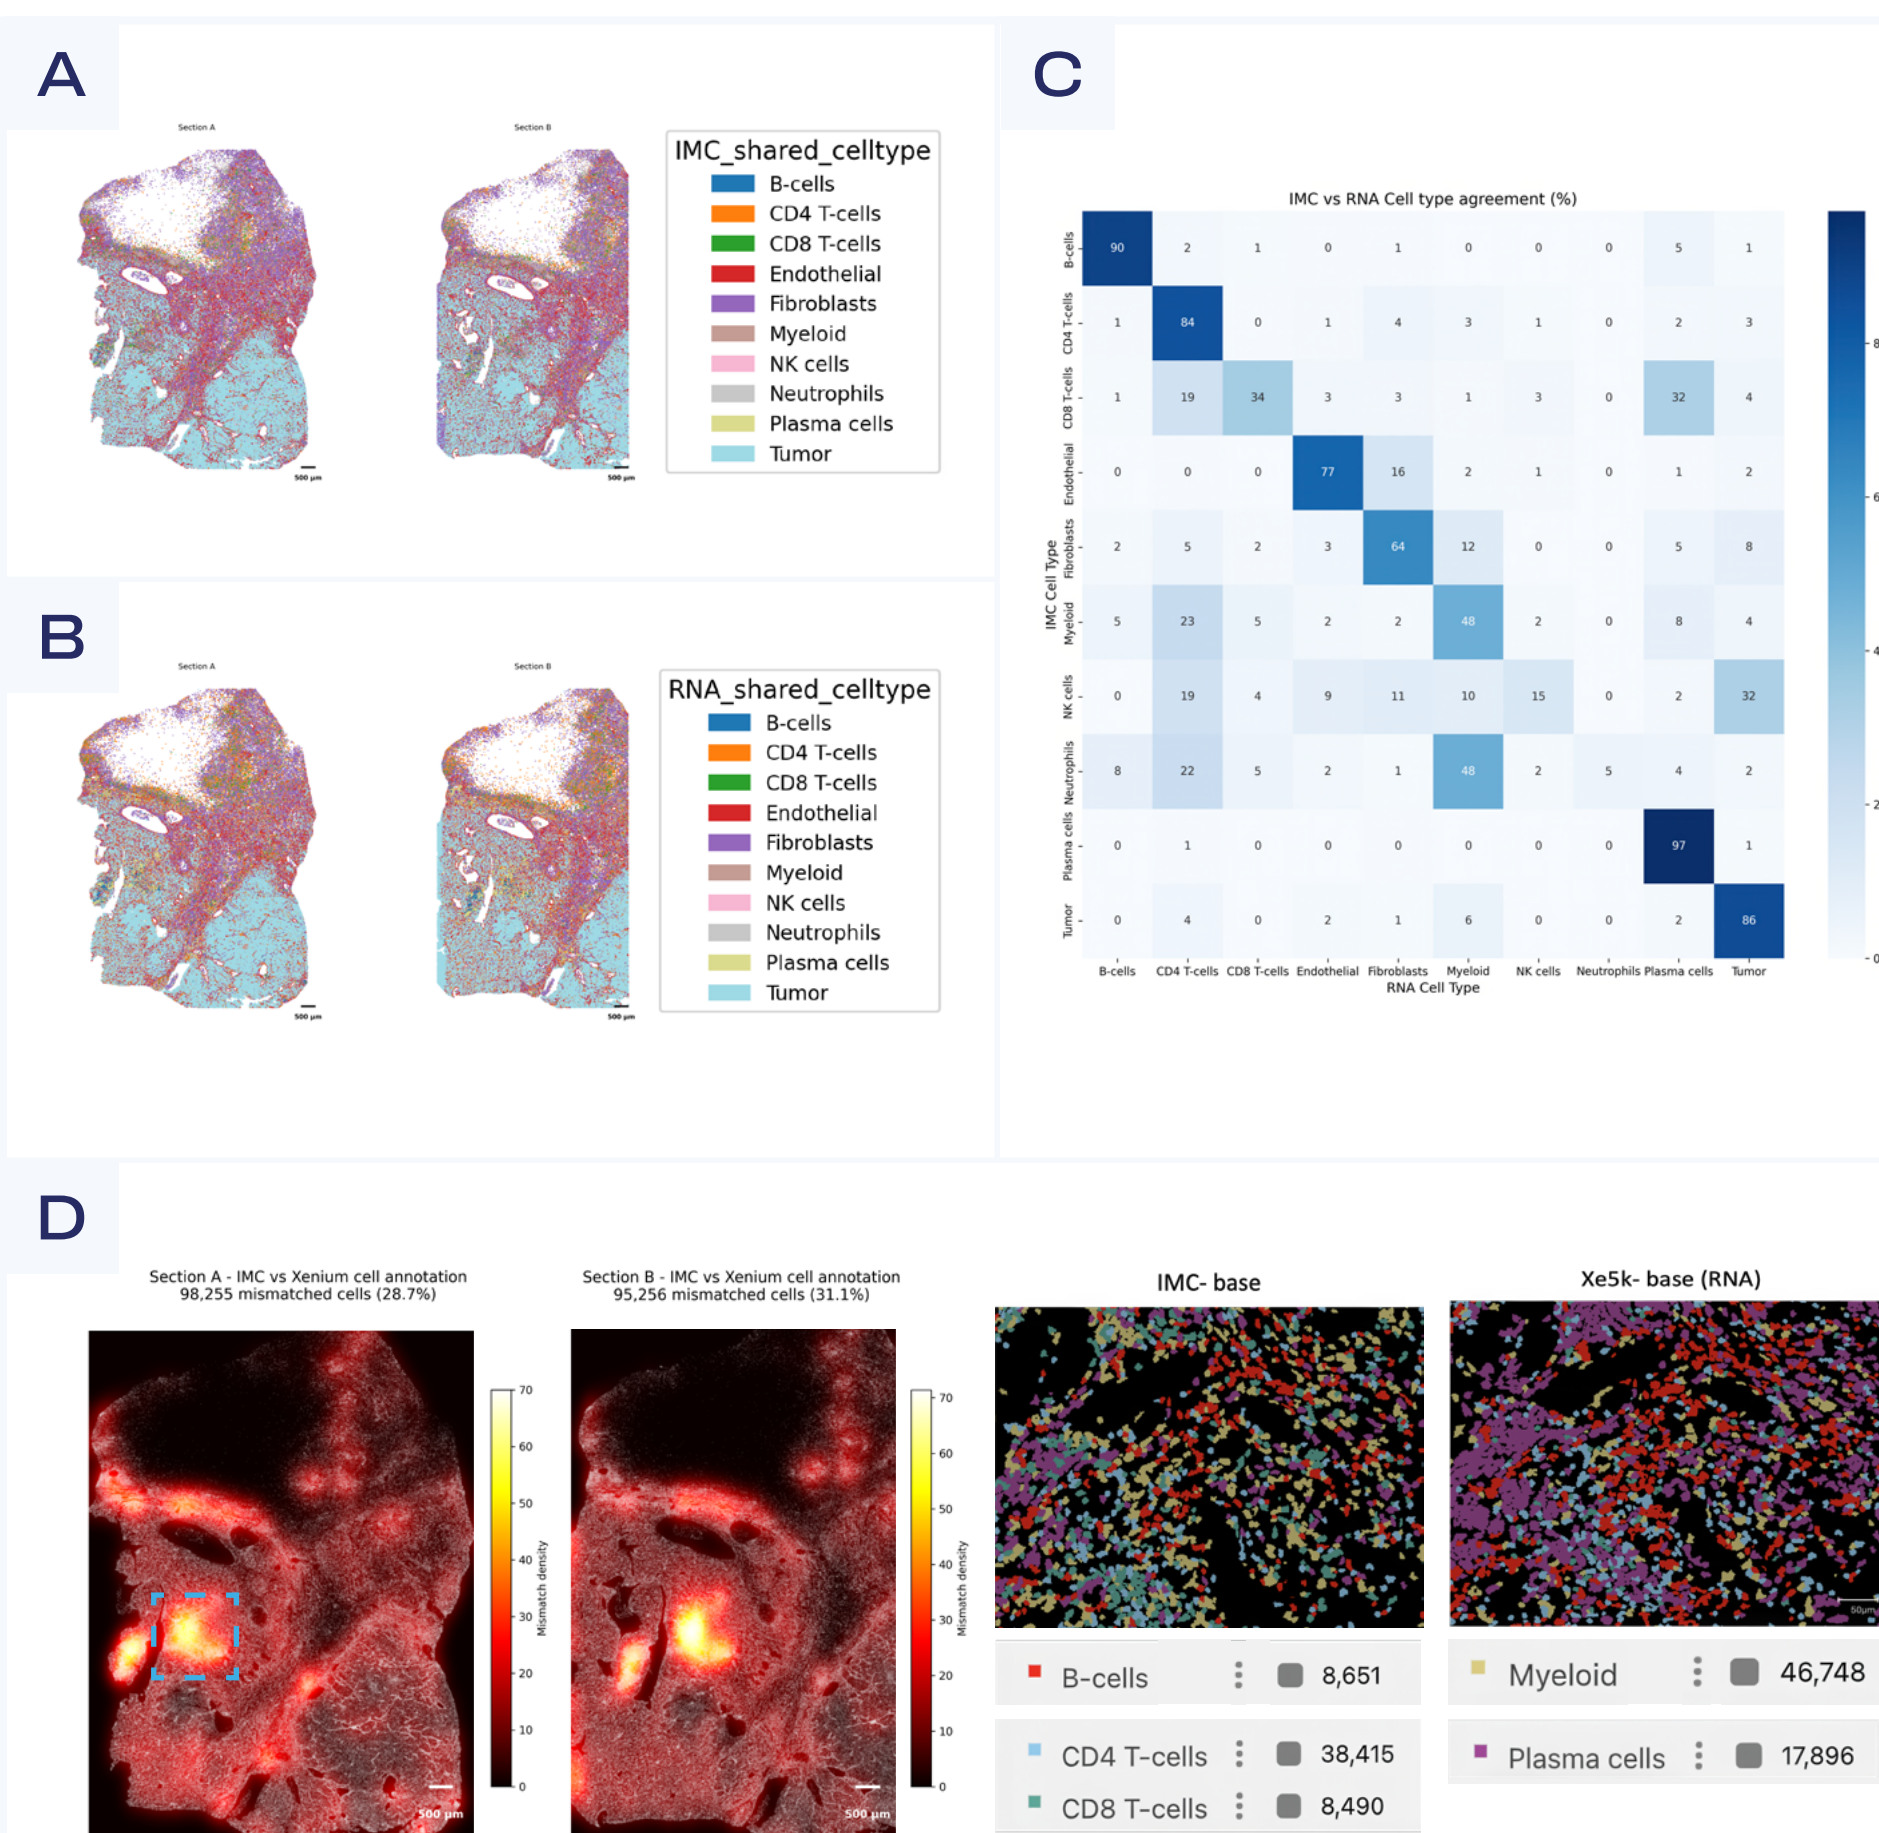 A
Section A
Section B
IMC_shared_celltype
B-cells
CD4 T-cells
CD8 T-cells
Endothelial
Fibroblasts
Myeloid
NK cells
Neutrophils
Plasma cells
Tumor
500 μm
500 μm
B
Section A
Section B
RNA_shared_celltype
B-cells
CD4 T-cells
CD8 T-cells
Endothelial
Fibroblasts
Myeloid
NK cells
Neutrophils
Plasma cells
Tumor
500 μm
500 μm
C
IMC vs RNA Cell type agreement (%)
IMC Cell Type
B-cells 90 2 1 0 1 0 0 0 5 1
CD4 T-cells 1 84 0 1 4 3 1 0 2 3
CD8 T-cells 1 19 34 3 3 1 3 0 32 4
Endothelial 0 0 0 77 16 2 1 0 1 2
Fibroblasts 2 5 2 3 64 12 0 0 5 8
Myeloid 5 23 5 2 2 48 2 0 8 4
NK cells 0 19 4 9 11 10 15 0 2 32
Neutrophils 8 22 5 2 1 48 2 5 4 2
Plasma cells 0 1 0 0 0 0 0 0 97 1
Tumor 0 4 0 2 1 6 0 0 2 86
B-cells CD4 T-cells CD8 T-cells Endothelial Fibroblasts Myeloid NK cells Neutrophils Plasma cells Tumor
RNA Cell Type
8
6
4
2
0
D
Section A - IMC vs Xenium cell annotation
98,255 mismatched cells (28.7%)
70
60
50
40
30
20
10
0
Mismatch density
500 μm
Section B - IMC vs Xenium cell annotation
95,256 mismatched cells (31.1%)
70
60
50
40
30
20
10
0
Mismatch density
500 μm
IMC- base
Xe5k- base (RNA)
50μm
B-cells 8,651
CD4 T-cells 38,415
CD8 T-cells 8,490
Myeloid 46,748
Plasma cells 17,896